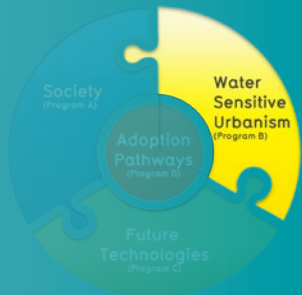 Society
(Program A)
Water
Sensitive
Urbanism
(Program B)
Adoption
Pathways
(Program D)
Future
Technologies
(Program C)